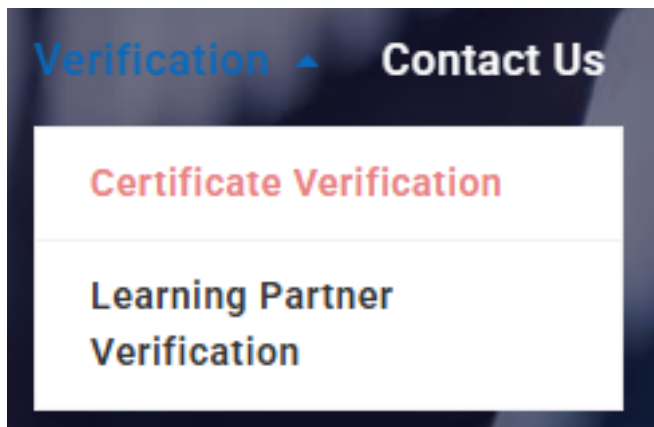 Verification Contact Us
Certificate Verification
Learning Partner
Verification